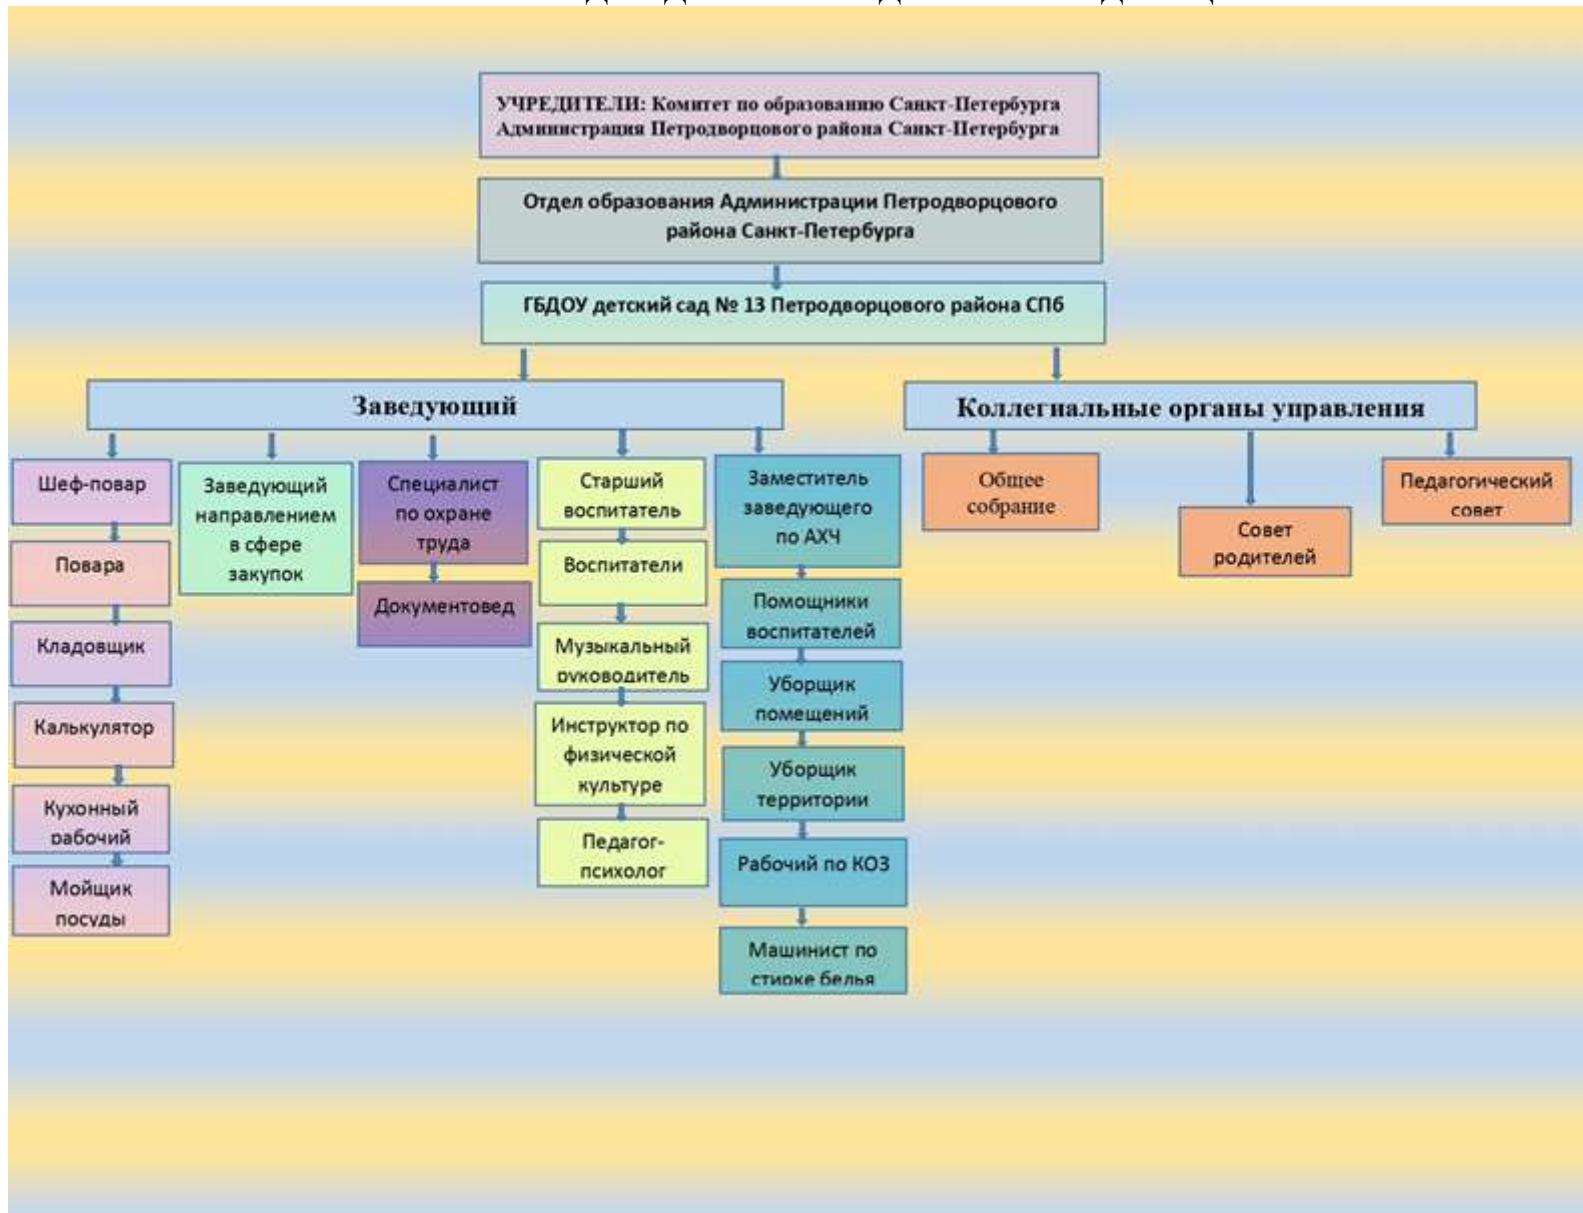 УЧРЕДИТЕЛИ: Комитет по образованию Санкт-Петербурга
Администрация Петродворцового района Санкт-Петербурга
Отдел образования Администрации Петродворцового
района Санкт-Петербурга
ГБДОУ детский сад № 13 Петродворцового района СПб
Заведующий
Шеф-повар
Повара
Кладовщик
Калькулятор
Кухонный
рабочий
Мойщик
посуды
Заведующий
направлением
в сфере
закупок
Специалист
по охране
труда
Документовед
Старший
воспитатель
Воспитатели
Музыкальный
руководитель
Инструктор по
физической
культуре
Педагог-
психолог
Заместитель
заведующего
по АХЧ
Помощники
воспитателей
Уборщик
помещений
Уборщик
территории
Рабочий по КОЗ
Машинист по
стирке белья
Коллегиальные органы управления
Общее
собрание
Совет
родителей
Педагогический
совет